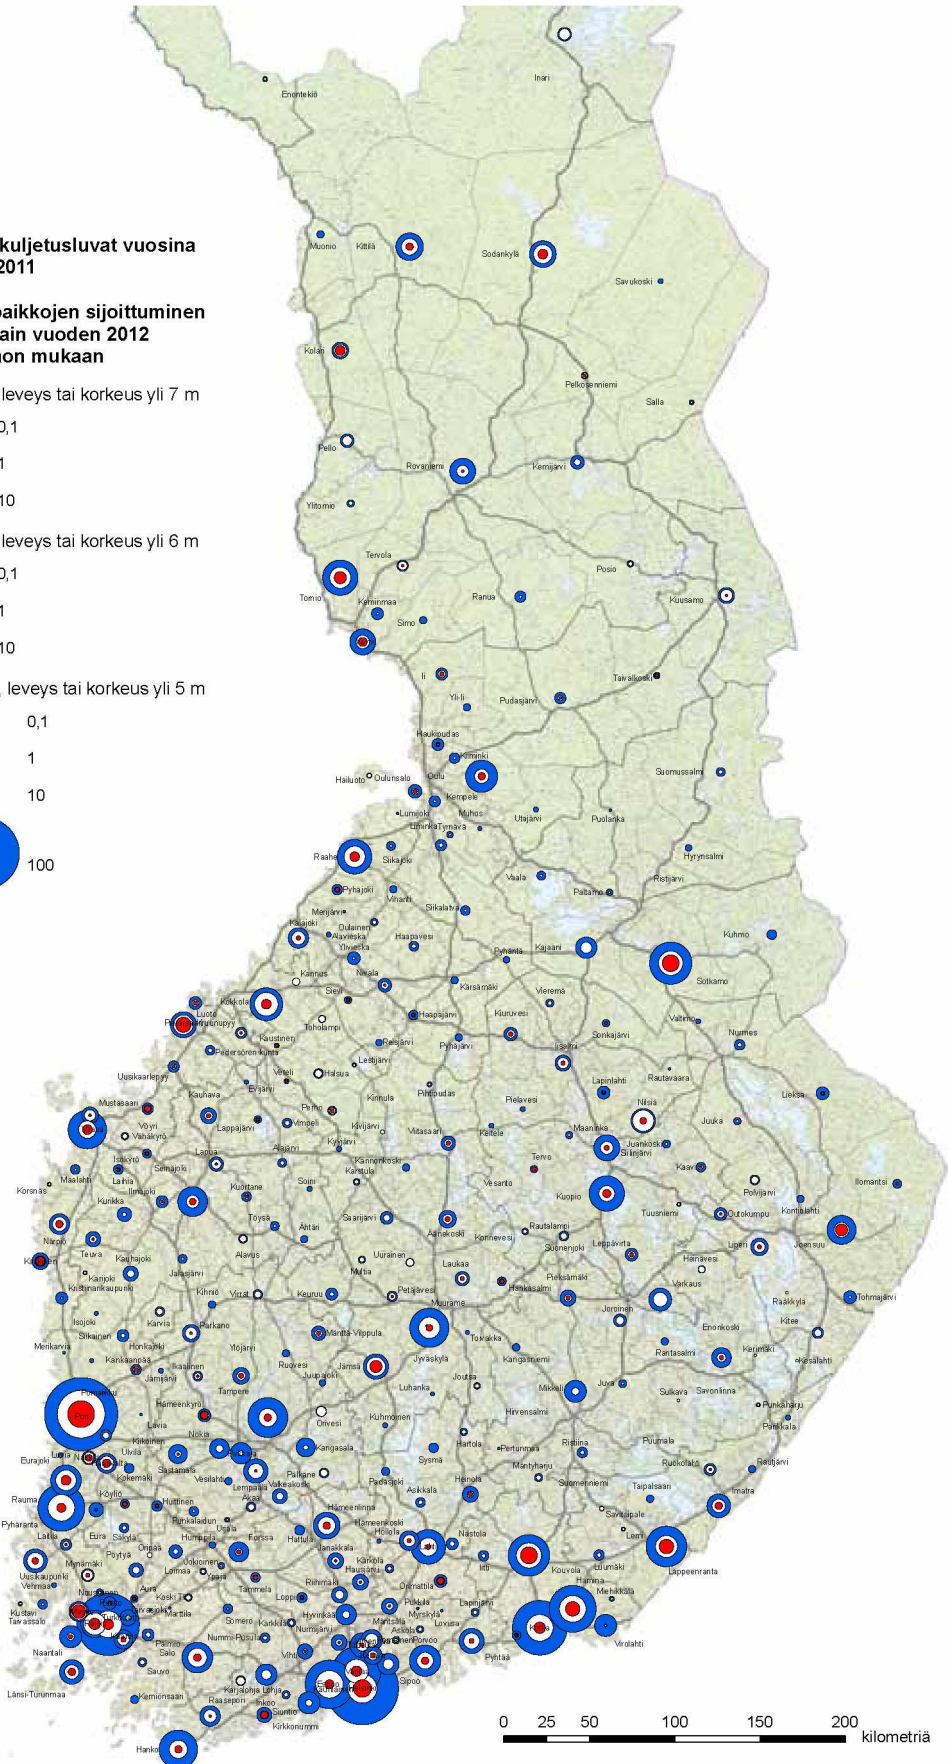 kuljetusluvat vuosina
2011
paikkojen sijoittuminen
ain vuoden 2012
non mukaan
leveys tai korkeus yli 7 m
0,1
1
10
leveys tai korkeus yli 6 m
0,1
1
10
, leveys tai korkeus yli 5 m
0,1
1
10
100
Inari
Enontekiö
Muonio
Kittilä
Sodankylä
Savukoski
Kolari
Pelkosenniemi
Salla
Pello
Rovaniemi
Kemijärvi
Ylitornio
Tervola
Posio
Tornio
Keminmaa
Ranua
Kuusamo
Simo
Ii
Yli-Ii
Pudasjärvi
Taivalkoski
Haukipudas
Kiiminki
Hailuoto
Oulunsalo
Oulu
Suomussalmi
Kempele
Lumijoki
Muhos
Utajärvi
Puolanka
Liminka
Tyrnävä
Raahe
Siikajoki
Hyrynsalmi
Vaala
Paltamo
Ristijärvi
Pyhäjoki
Vihanti
Merijärvi
Siikalatva
Kalajoki
Oulainen
Alavieska
Ylivieska
Haapavesi
Pyhäntä
Kajaani
Kuhmo
Sotkamo
Kannus
Nivala
Kärsämäki
Sievi
Vieremä
Kokkola
Luoto
Kruunupyy
Toholampi
Haapajärvi
Kiuruvesi
Sonkajärvi
Valtimo
Kaustinen
Reisjärvi
Pyhäjärvi
Iisalmi
Nurmes
Pedersören kunta
Uusikaarlepyy
Veteli
Halsua
Lestijärvi
Rautavaara
Evijärvi
Kinnula
Pihtipudas
Lapinlahti
Lieksa
Mustasaari
Kauhava
Perho
Pielavesi
Nilsiä
Vöyri
Lappajärvi
Vimpeli
Kivijärvi
Juuka
Vähäkyrö
Viitasaari
Keitele
Maaninka
Juankoski
Siilinjärvi
Isokyrö
Lapua
Alajärvi
Kyyjärvi
Kannonkoski
Tervo
Kaavi
Maalahti
Laihia
Seinäjoki
Karstula
Vesanto
Polvijärvi
Ilomantsi
Korsnäs
Ilmajoki
Kuortane
Soini
Kuopio
Kurikka
Töysä
Saarijärvi
Tuusniemi
Kontiolahti
Outokumpu
Närpiö
Ähtäri
Äänekoski
Konnevesi
Rautalampi
Suonenjoki
Liperi
Joensuu
Teuva
Alavus
Leppävirta
Kauhajoki
Jalasjärvi
Multia
Uurainen
Laukaa
Heinävesi
Karijoki
Kristiinankaupunki
Kihniö
Virrat
Keuruu
Petäjävesi
Hankasalmi
Pieksämäki
Varkaus
Rääkkylä
Tohmajärvi
Isojoki
Karvia
Parkano
Muurame
Joroinen
Kitee
Siikainen
Honkajoki
Mänttä-Vilppula
Toivakka
Enonkoski
Merikarvia
Kankaanpää
Ylöjärvi
Ruovesi
Jyväskylä
Kangasniemi
Rantasalmi
Kerimäki
Kesälahti
Ikaalinen
Jämijärvi
Jämsä
Joutsa
Tampere
Juupajoki
Luhanka
Mikkeli
Juva
Savonlinna
Sulkava
Punkaharju
Pomarkku
Pori
Hämeenkyrö
Lavia
Orivesi
Kuhmoinen
Hirvensalmi
Parikkala
Kiikoinen
Nokia
Kangasala
Hartola
Pertunmaa
Ristiina
Puumala
Ulvila
Eurajoki
Luvia
Sysmä
Ruokolahti
Rautjärvi
Kokemäki
Sastamala
Vesilahti
Lempäälä
Pälkäne
Valkeakoski
Padasjoki
Heinola
Mäntyharju
Suomenniemi
Taipalsaari
Imatra
Rauma
Köyliö
Huittinen
Akaa
Asikkala
Savitaipale
Pyhäranta
Punkalaidun
Hämeenlinna
Hämeenkoski
Urjala
Hollola
Nastola
Lemi
Laitila
Eura
Säkylä
Humppila
Forssa
Hattula
Lahti
Kouvola
Lappeenranta
Uusikaupunki
Mynämäki
Pöytyä
Oripää
Loimaa
Jokioinen
Janakkala
Kärkölä
Iitti
Luumäki
Vehmaa
Ypäjä
Tammela
Hausjärvi
Riihimäki
Orimattila
Hamina
Miehikkälä
Nousiainen
Aura
Koski Tl
Loppi
Kustavi
Taivassalo
Marttila
Somero
Karkkila
Hyvinkää
Mäntsälä
Pukkila
Myrskylä
Lapinjärvi
Loviisa
Turku
Paimio
Nummi-Pusula
Nurmijärvi
Askola
Porvoo
Kotka
Virolahti
Naantali
Salo
Vihti
Pyhtää
Sauvo
Sipoo
Länsi-Turunmaa
Kemiönsaari
Karjalohja
Lohja
Espoo
Vantaa
Helsinki
Raasepori
Inkoo
Siuntio
Kirkkonummi
Hanko
0 25 50 100 150 200
kilometriä